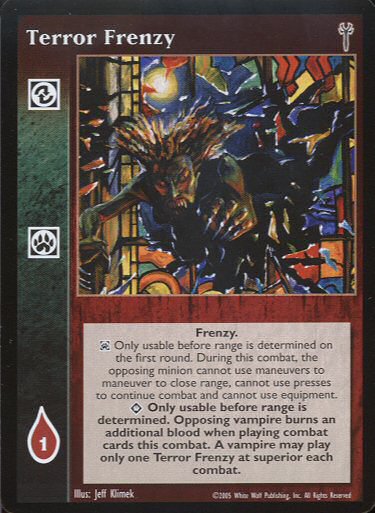 Terror Frenzy
Frenzy.
Only usable before range is determined on
the first round. During this combat, the
opposing minion cannot use maneuvers to
maneuver to close range, cannot use presses
to continue combat and cannot use equipment.
Only usable before range is
determined. Opposing vampire burns an
additional blood when playing combat
cards this combat. A vampire may play
only one Terror Frenzy at superior each
combat.
1
Illus: Jeff Klimek
©2005 White Wolf Publishing, Inc. All Rights Reserved